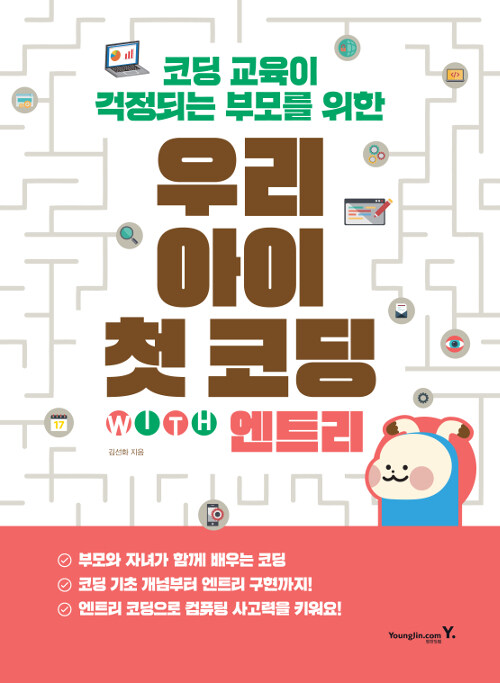 코딩 교육이
걱정되는 부모를 위한
우리
아이
첫 코딩
WITH 엔트리
김선화 지음
17
부모와 자녀가 함께 배우는 코딩
코딩 기초 개념부터 엔트리 구현까지!
엔트리 코딩으로 컴퓨팅 사고력을 키워요!
Younglin.com Y.